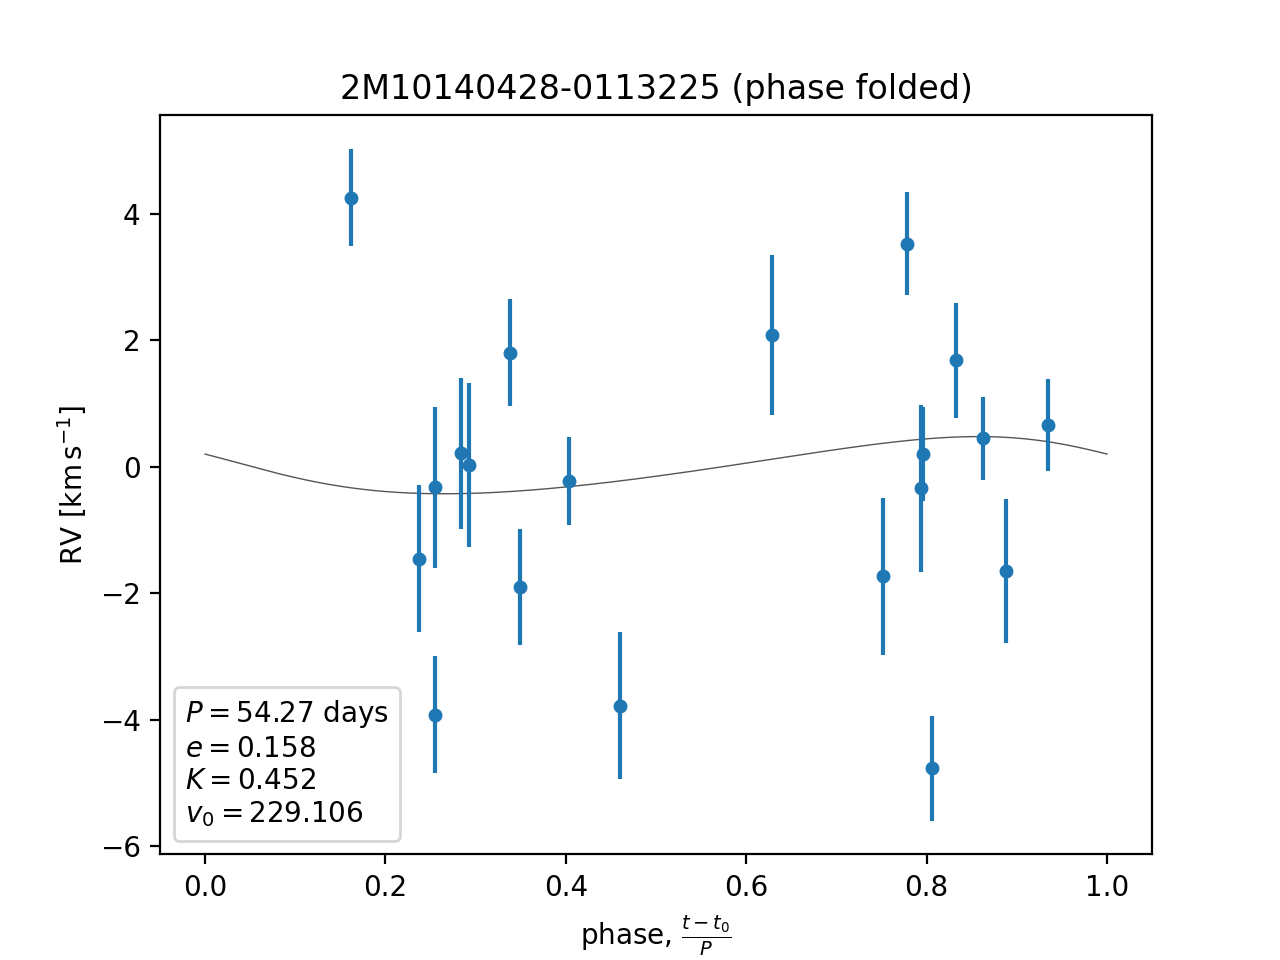 2M10140428-0113225 (phase folded)
RV [km s⁻¹]
4
2
0
−2
−4
−6
P = 54.27 days
e = 0.158
K = 0.452
v₀ = 229.106
0.0 0.2 0.4 0.6 0.8 1.0
phase, (t − t₀)/P